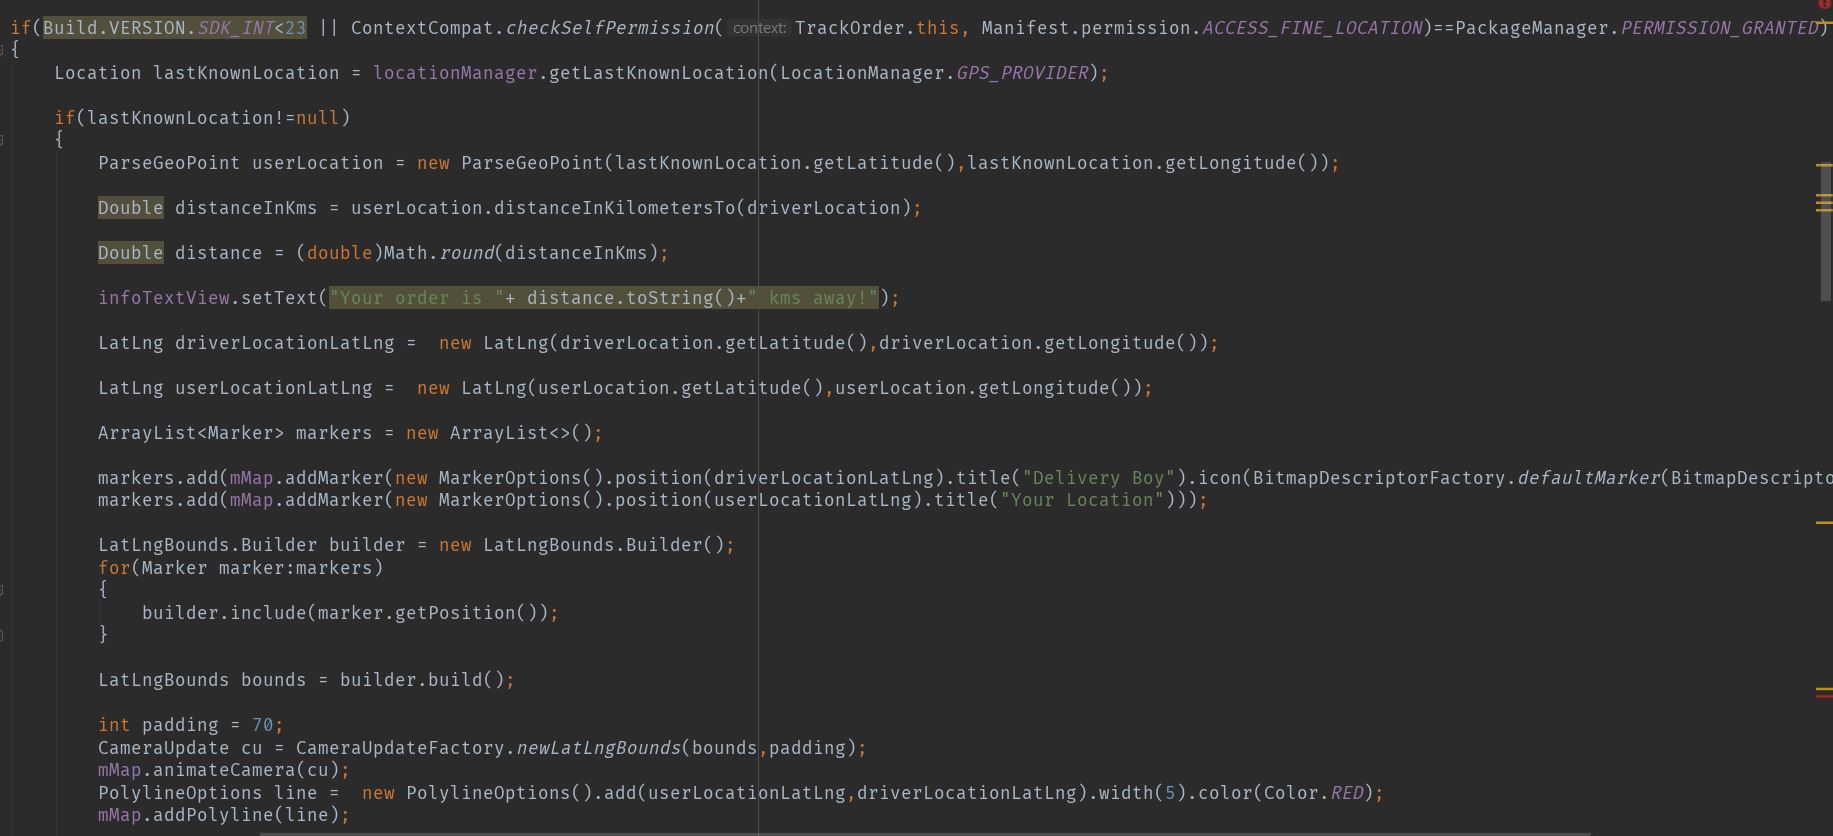 if(Build.VERSION.SDK_INT<23 || ContextCompat.checkSelfPermission( context: TrackOrder.this, Manifest.permission.ACCESS_FINE_LOCATION)==PackageManager.PERMISSION_GRANTED)
{
Location lastKnownLocation = locationManager.getLastKnownLocation(LocationManager.GPS_PROVIDER);
if(lastKnownLocation!=null)
{
ParseGeoPoint userLocation = new ParseGeoPoint(lastKnownLocation.getLatitude(),lastKnownLocation.getLongitude());
Double distanceInKms = userLocation.distanceInKilometersTo(driverLocation);
Double distance = (double)Math.round(distanceInKms);
infoTextView.setText("Your order is "+ distance.toString()+" kms away!");
LatLng driverLocationLatLng =  new LatLng(driverLocation.getLatitude(),driverLocation.getLongitude());
LatLng userLocationLatLng =  new LatLng(userLocation.getLatitude(),userLocation.getLongitude());
ArrayList<Marker> markers = new ArrayList<>();
markers.add(mMap.addMarker(new MarkerOptions().position(driverLocationLatLng).title("Delivery Boy").icon(BitmapDescriptorFactory.defaultMarker(BitmapDescripto
markers.add(mMap.addMarker(new MarkerOptions().position(userLocationLatLng).title("Your Location")));
LatLngBounds.Builder builder = new LatLngBounds.Builder();
for(Marker marker:markers)
{
builder.include(marker.getPosition());
}
LatLngBounds bounds = builder.build();
int padding = 70;
CameraUpdate cu = CameraUpdateFactory.newLatLngBounds(bounds,padding);
mMap.animateCamera(cu);
PolylineOptions line =  new PolylineOptions().add(userLocationLatLng,driverLocationLatLng).width(5).color(Color.RED);
mMap.addPolyline(line);